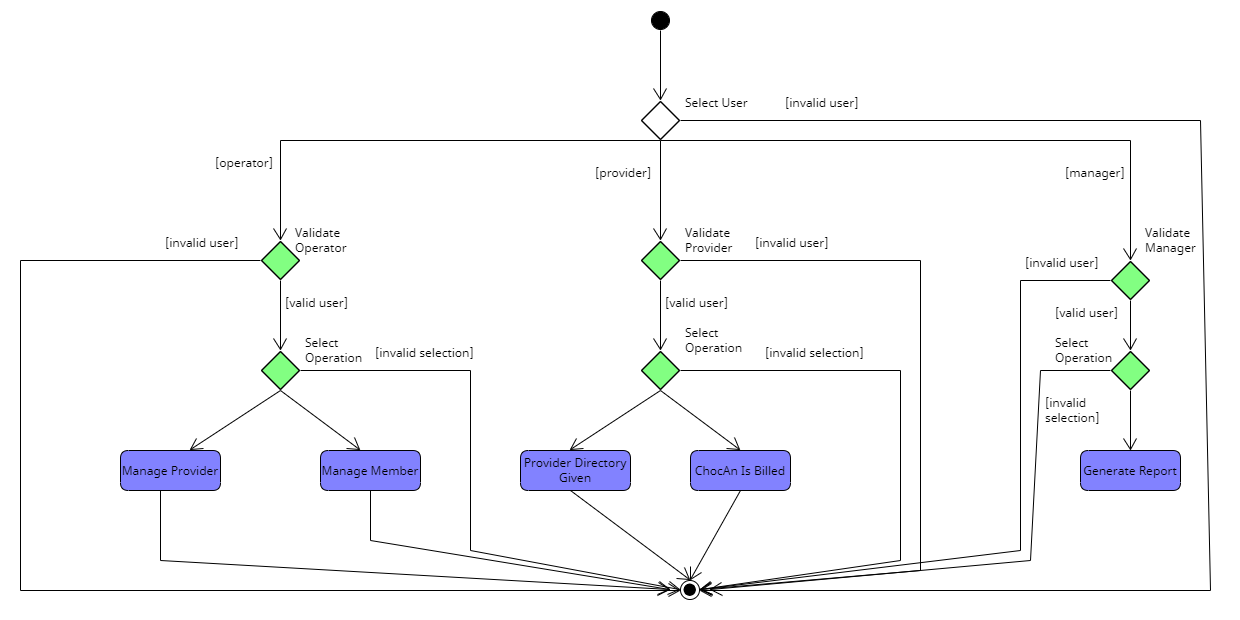 Select User
[invalid user]
[operator]
[provider]
[manager]
Validate
Operator
[invalid user]
Validate
Provider
[invalid user]
Validate
Manager
[invalid user]
[valid user]
[valid user]
[valid user]
Select
Operation
[invalid selection]
Select
Operation
[invalid selection]
Select
Operation
[invalid
selection]
Manage Provider
Manage Member
Provider Directory
Given
ChocAn Is Billed
Generate Report